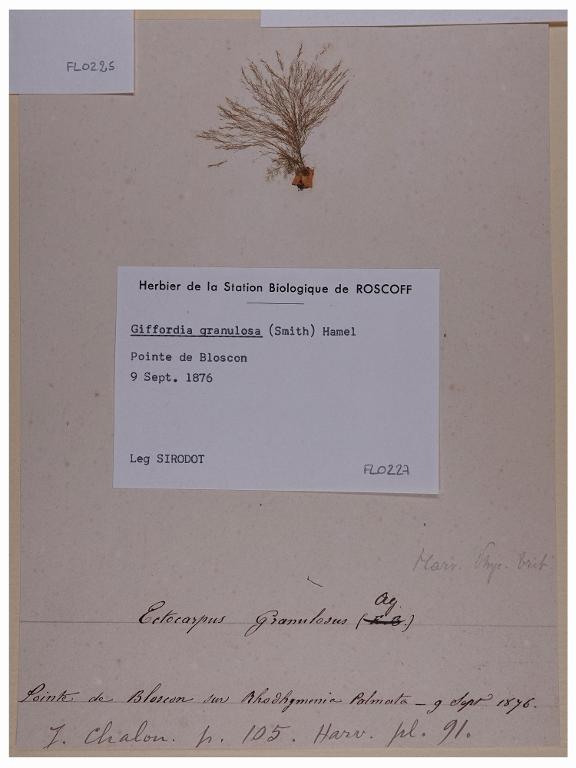 FL0225
Herbier de la Station Biologique de ROSCOFF
Giffordia granulosa (Smith) Hamel
Pointe de Bloscon
9 Sept. 1876
Leg SIRODOT
FL0227
Harv. Phyc. brit.
Ag.
Ectocarpus granulosus ( .)
Pointe de Bloscon sur Rhodhymenia Palmata - 9 Sept 1876.
J. Chalon. p. 105. Harv. pl. 91.